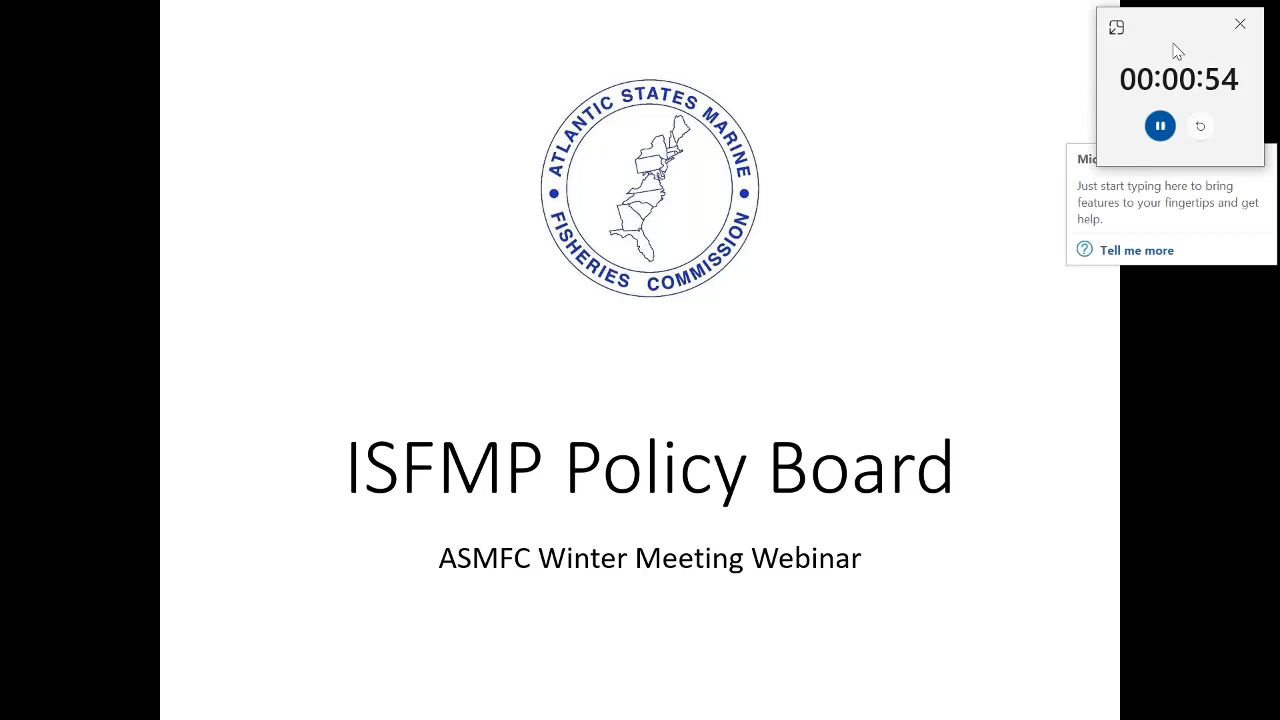 ATLANTIC STATES MARINE
FISHERIES COMMISSION
ISFMP Policy Board
ASMFC Winter Meeting Webinar
00:00:54
Just start typing here to bring
features to your fingertips and get
help.
Tell me more